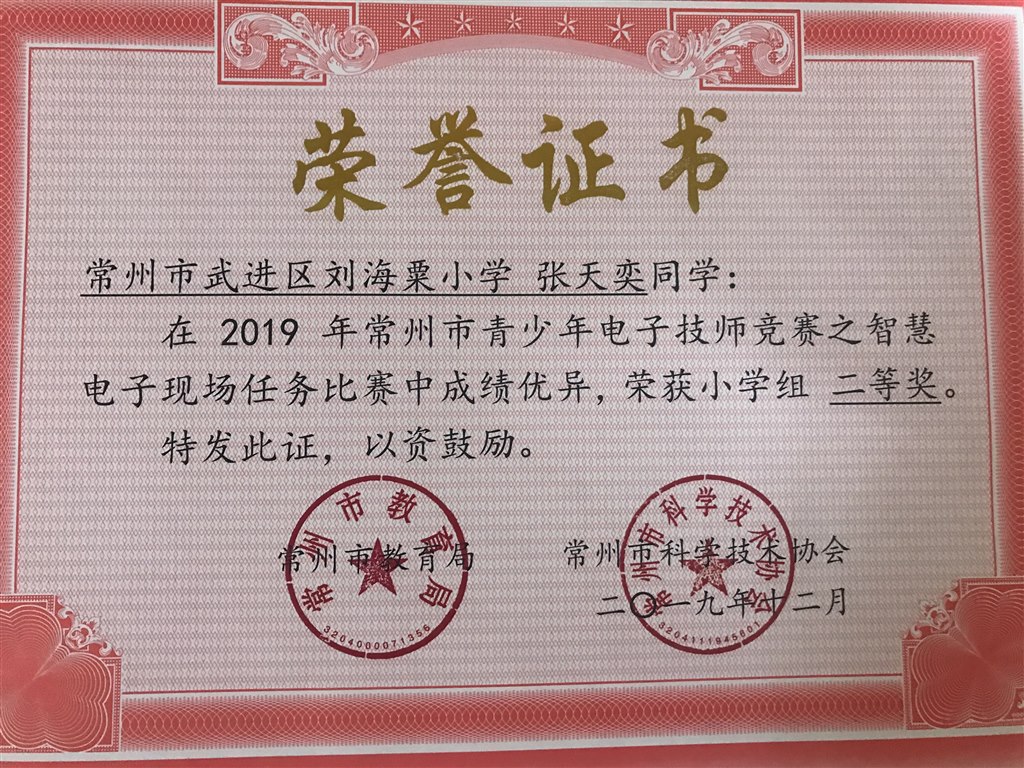 荣誉证书
常州市武进区刘海粟小学 张天奕同学：
在 2019 年常州市青少年电子技师竞赛之智慧
电子现场任务比赛中成绩优异，荣获小学组 二等奖。
特发此证，以资鼓励。
常州市教育局
3204000071355
常州市科学技术协会
3204111945601
常州市教育局 常州市科学技术协会
二〇一九年十二月